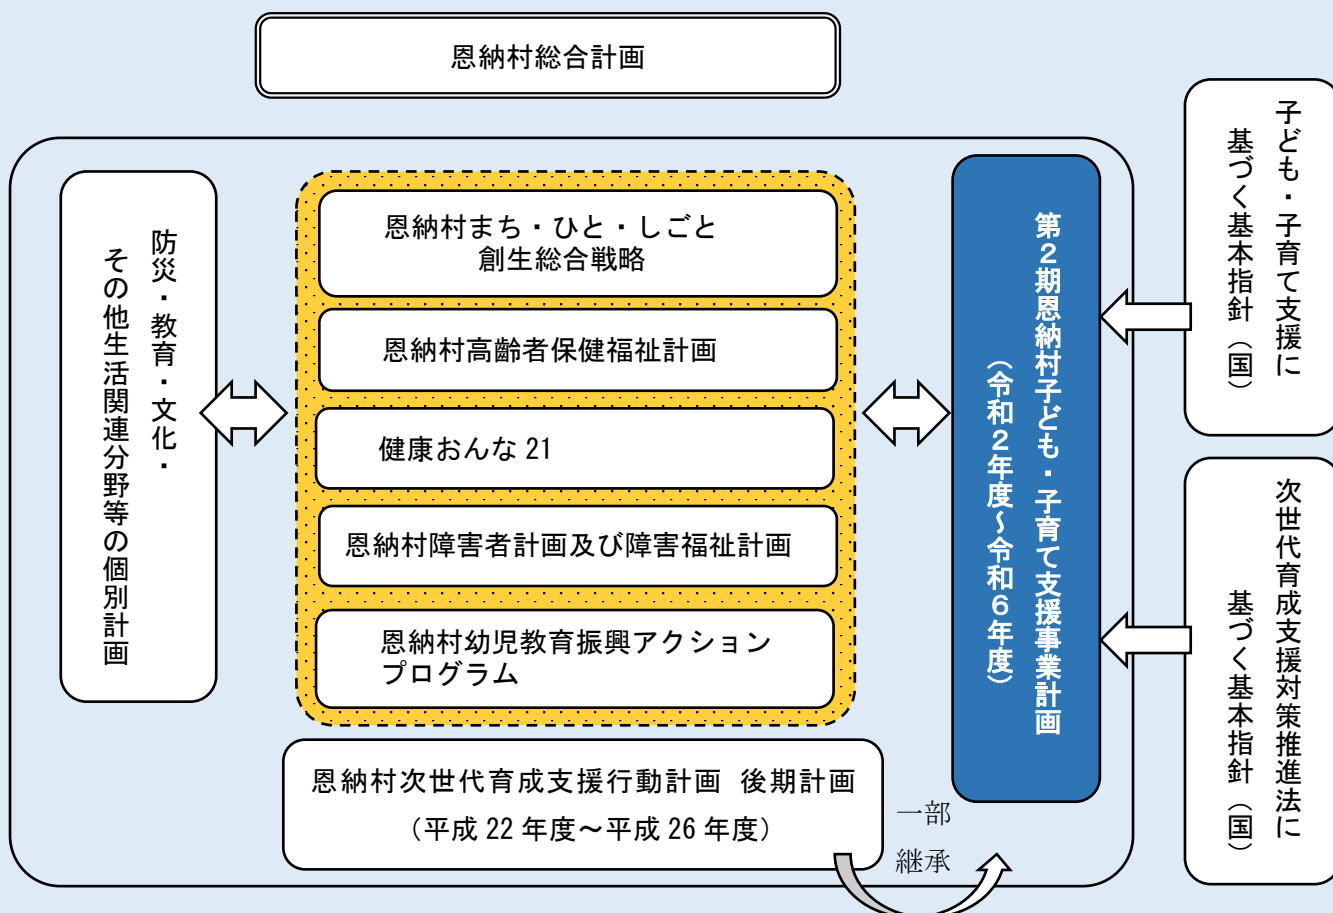 恩納村総合計画
防災・教育・文化・
その他生活関連分野等の個別計画
恩納村まち・ひと・しごと
創生総合戦略
恩納村高齢者保健福祉計画
健康おんな 21
恩納村障害者計画及び障害福祉計画
恩納村幼児教育振興アクション
プログラム
恩納村次世代育成支援行動計画 後期計画
（平成 22 年度～平成 26 年度）
一部
継承
第２期恩納村子ども・子育て支援事業計画
（令和２年度～令和６年度）
子ども・子育て支援に
基づく基本指針（国）
次世代育成支援対策推進法に
基づく基本指針（国）